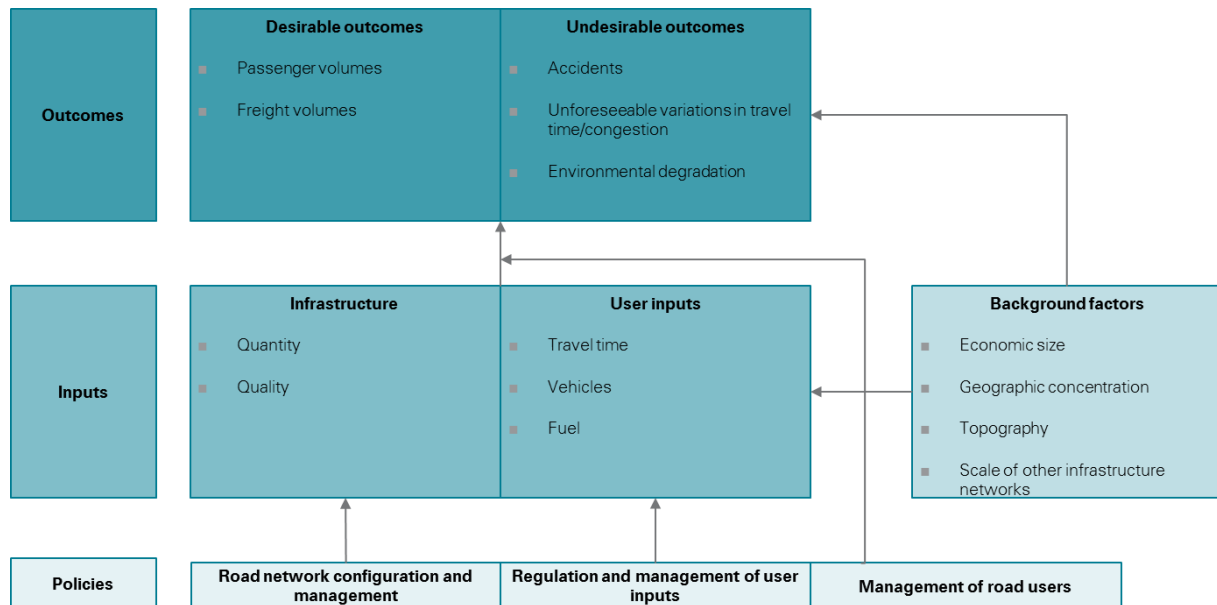 Outcomes
Desirable outcomes
Passenger volumes
Freight volumes
Undesirable outcomes
Accidents
Unforeseeable variations in travel
time/congestion
Environmental degradation
Inputs
Infrastructure
Quantity
Quality
User inputs
Travel time
Vehicles
Fuel
Background factors
Economic size
Geographic concentration
Topography
Scale of other infrastructure
networks
Policies
Road network configuration and
management
Regulation and management of user
inputs
Management of road users